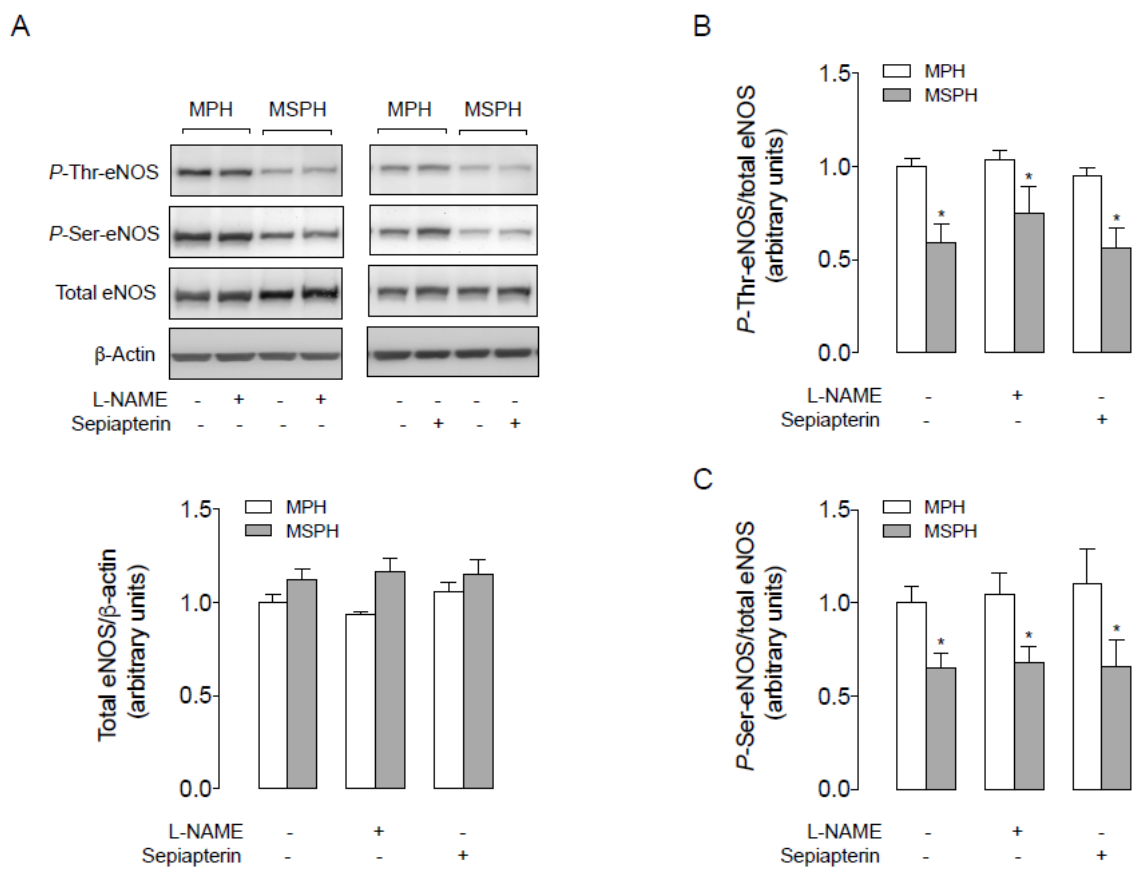 A
MPH MSPH MPH MSPH
P-Thr-eNOS
P-Ser-eNOS
Total eNOS
β-Actin
L-NAME - + - + - - - -
Sepiapterin - - - - - + - +
1.5
1.0
0.5
0.0
Total eNOS/β-actin
(arbitrary units)
MPH
MSPH
L-NAME - + -
Sepiapterin - - +
B
1.5
1.0
0.5
0.0
P-Thr-eNOS/total eNOS
(arbitrary units)
MPH
MSPH
* * *
L-NAME - + -
Sepiapterin - - +
C
1.5
1.0
0.5
0.0
P-Ser-eNOS/total eNOS
(arbitrary units)
MPH
MSPH
* * *
L-NAME - + -
Sepiapterin - - +